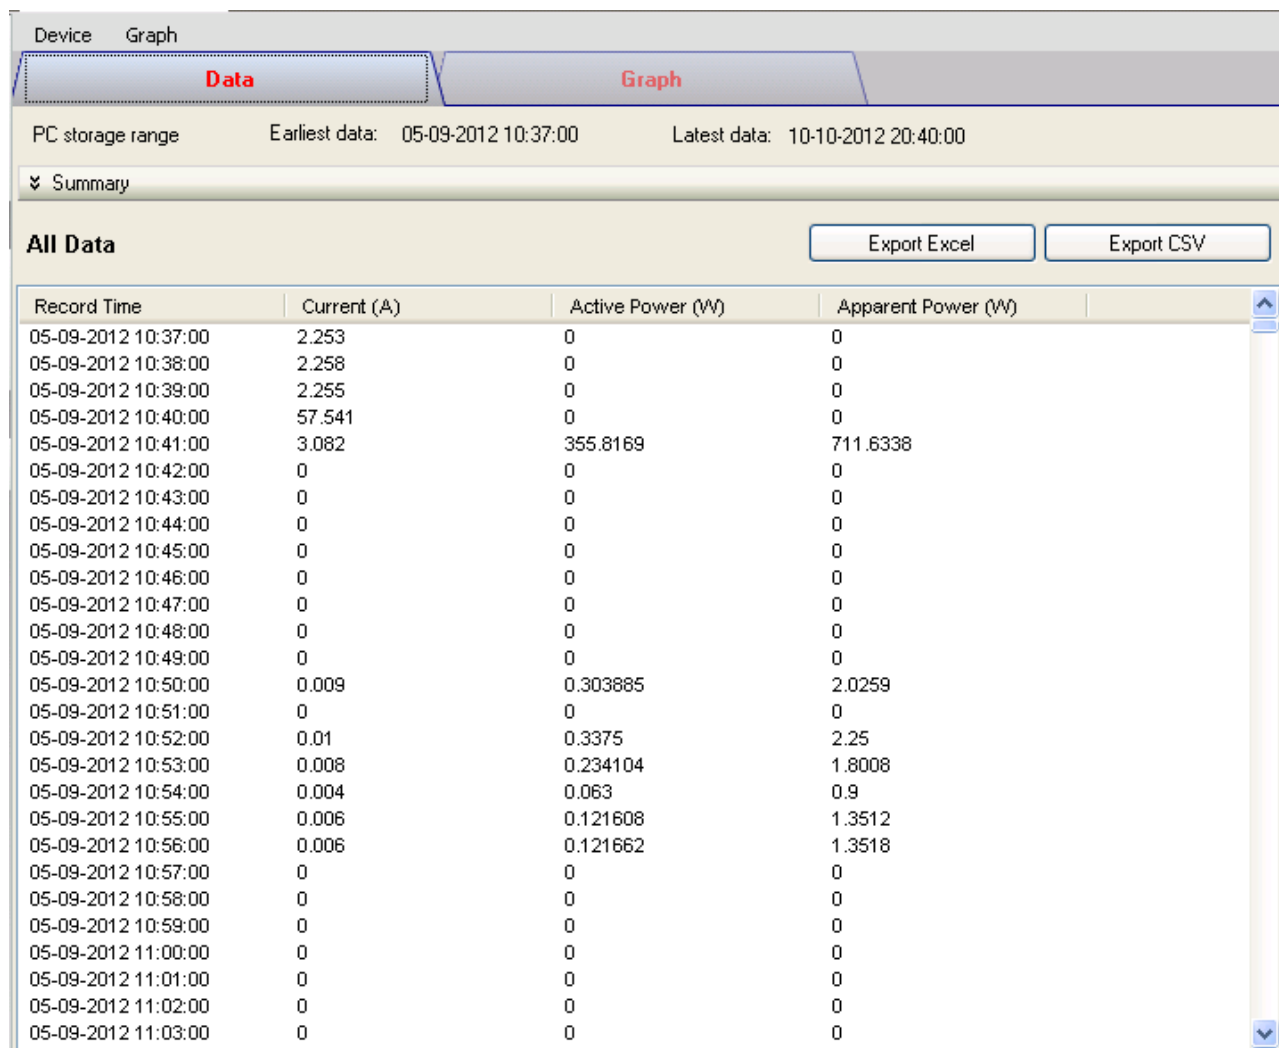 Device Graph
Data Graph
PC storage range Earliest data: 05-09-2012 10:37:00 Latest data: 10-10-2012 20:40:00
Summary
All Data Export Excel Export CSV
Record Time Current (A) Active Power (W) Apparent Power (W)
05-09-2012 10:37:00 2.253 0 0
05-09-2012 10:38:00 2.258 0 0
05-09-2012 10:39:00 2.255 0 0
05-09-2012 10:40:00 57.541 0 0
05-09-2012 10:41:00 3.082 355.8169 711.6338
05-09-2012 10:42:00 0 0 0
05-09-2012 10:43:00 0 0 0
05-09-2012 10:44:00 0 0 0
05-09-2012 10:45:00 0 0 0
05-09-2012 10:46:00 0 0 0
05-09-2012 10:47:00 0 0 0
05-09-2012 10:48:00 0 0 0
05-09-2012 10:49:00 0 0 0
05-09-2012 10:50:00 0.009 0.303885 2.0259
05-09-2012 10:51:00 0 0 0
05-09-2012 10:52:00 0.01 0.3375 2.25
05-09-2012 10:53:00 0.008 0.234104 1.8008
05-09-2012 10:54:00 0.004 0.063 0.9
05-09-2012 10:55:00 0.006 0.121608 1.3512
05-09-2012 10:56:00 0.006 0.121662 1.3518
05-09-2012 10:57:00 0 0 0
05-09-2012 10:58:00 0 0 0
05-09-2012 10:59:00 0 0 0
05-09-2012 11:00:00 0 0 0
05-09-2012 11:01:00 0 0 0
05-09-2012 11:02:00 0 0 0
05-09-2012 11:03:00 0 0 0